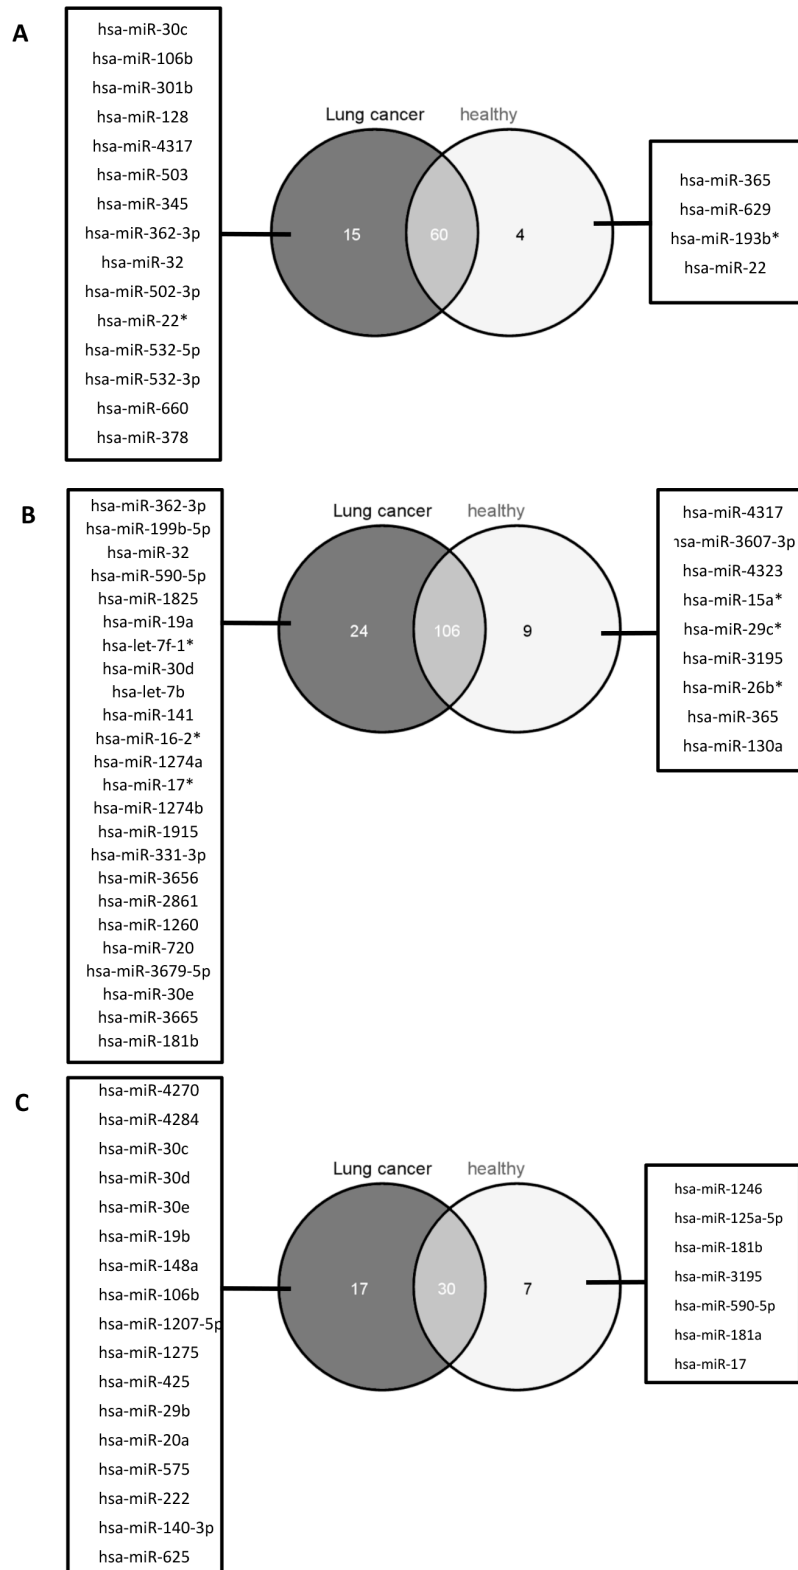 A
hsa-miR-30c
hsa-miR-106b
hsa-miR-301b
hsa-miR-128
hsa-miR-4317
hsa-miR-503
hsa-miR-345
hsa-miR-362-3p
hsa-miR-32
hsa-miR-502-3p
hsa-miR-22*
hsa-miR-532-5p
hsa-miR-532-3p
hsa-miR-660
hsa-miR-378
Lung cancer healthy
15 60 4
hsa-miR-365
hsa-miR-629
hsa-miR-193b*
hsa-miR-22
B
hsa-miR-362-3p
hsa-miR-199b-5p
hsa-miR-32
hsa-miR-590-5p
hsa-miR-1825
hsa-miR-19a
hsa-let-7f-1*
hsa-miR-30d
hsa-let-7b
hsa-miR-141
hsa-miR-16-2*
hsa-miR-1274a
hsa-miR-17*
hsa-miR-1274b
hsa-miR-1915
hsa-miR-331-3p
hsa-miR-3656
hsa-miR-2861
hsa-miR-1260
hsa-miR-720
hsa-miR-3679-5p
hsa-miR-30e
hsa-miR-3665
hsa-miR-181b
Lung cancer healthy
24 106 9
hsa-miR-4317
hsa-miR-3607-3p
hsa-miR-4323
hsa-miR-15a*
hsa-miR-29c*
hsa-miR-3195
hsa-miR-26b*
hsa-miR-365
hsa-miR-130a
C
hsa-miR-4270
hsa-miR-4284
hsa-miR-30c
hsa-miR-30d
hsa-miR-30e
hsa-miR-19b
hsa-miR-148a
hsa-miR-106b
hsa-miR-1207-5p
hsa-miR-1275
hsa-miR-425
hsa-miR-29b
hsa-miR-20a
hsa-miR-575
hsa-miR-222
hsa-miR-140-3p
hsa-miR-625
Lung cancer healthy
17 30 7
hsa-miR-1246
hsa-miR-125a-5p
hsa-miR-181b
hsa-miR-3195
hsa-miR-590-5p
hsa-miR-181a
hsa-miR-17